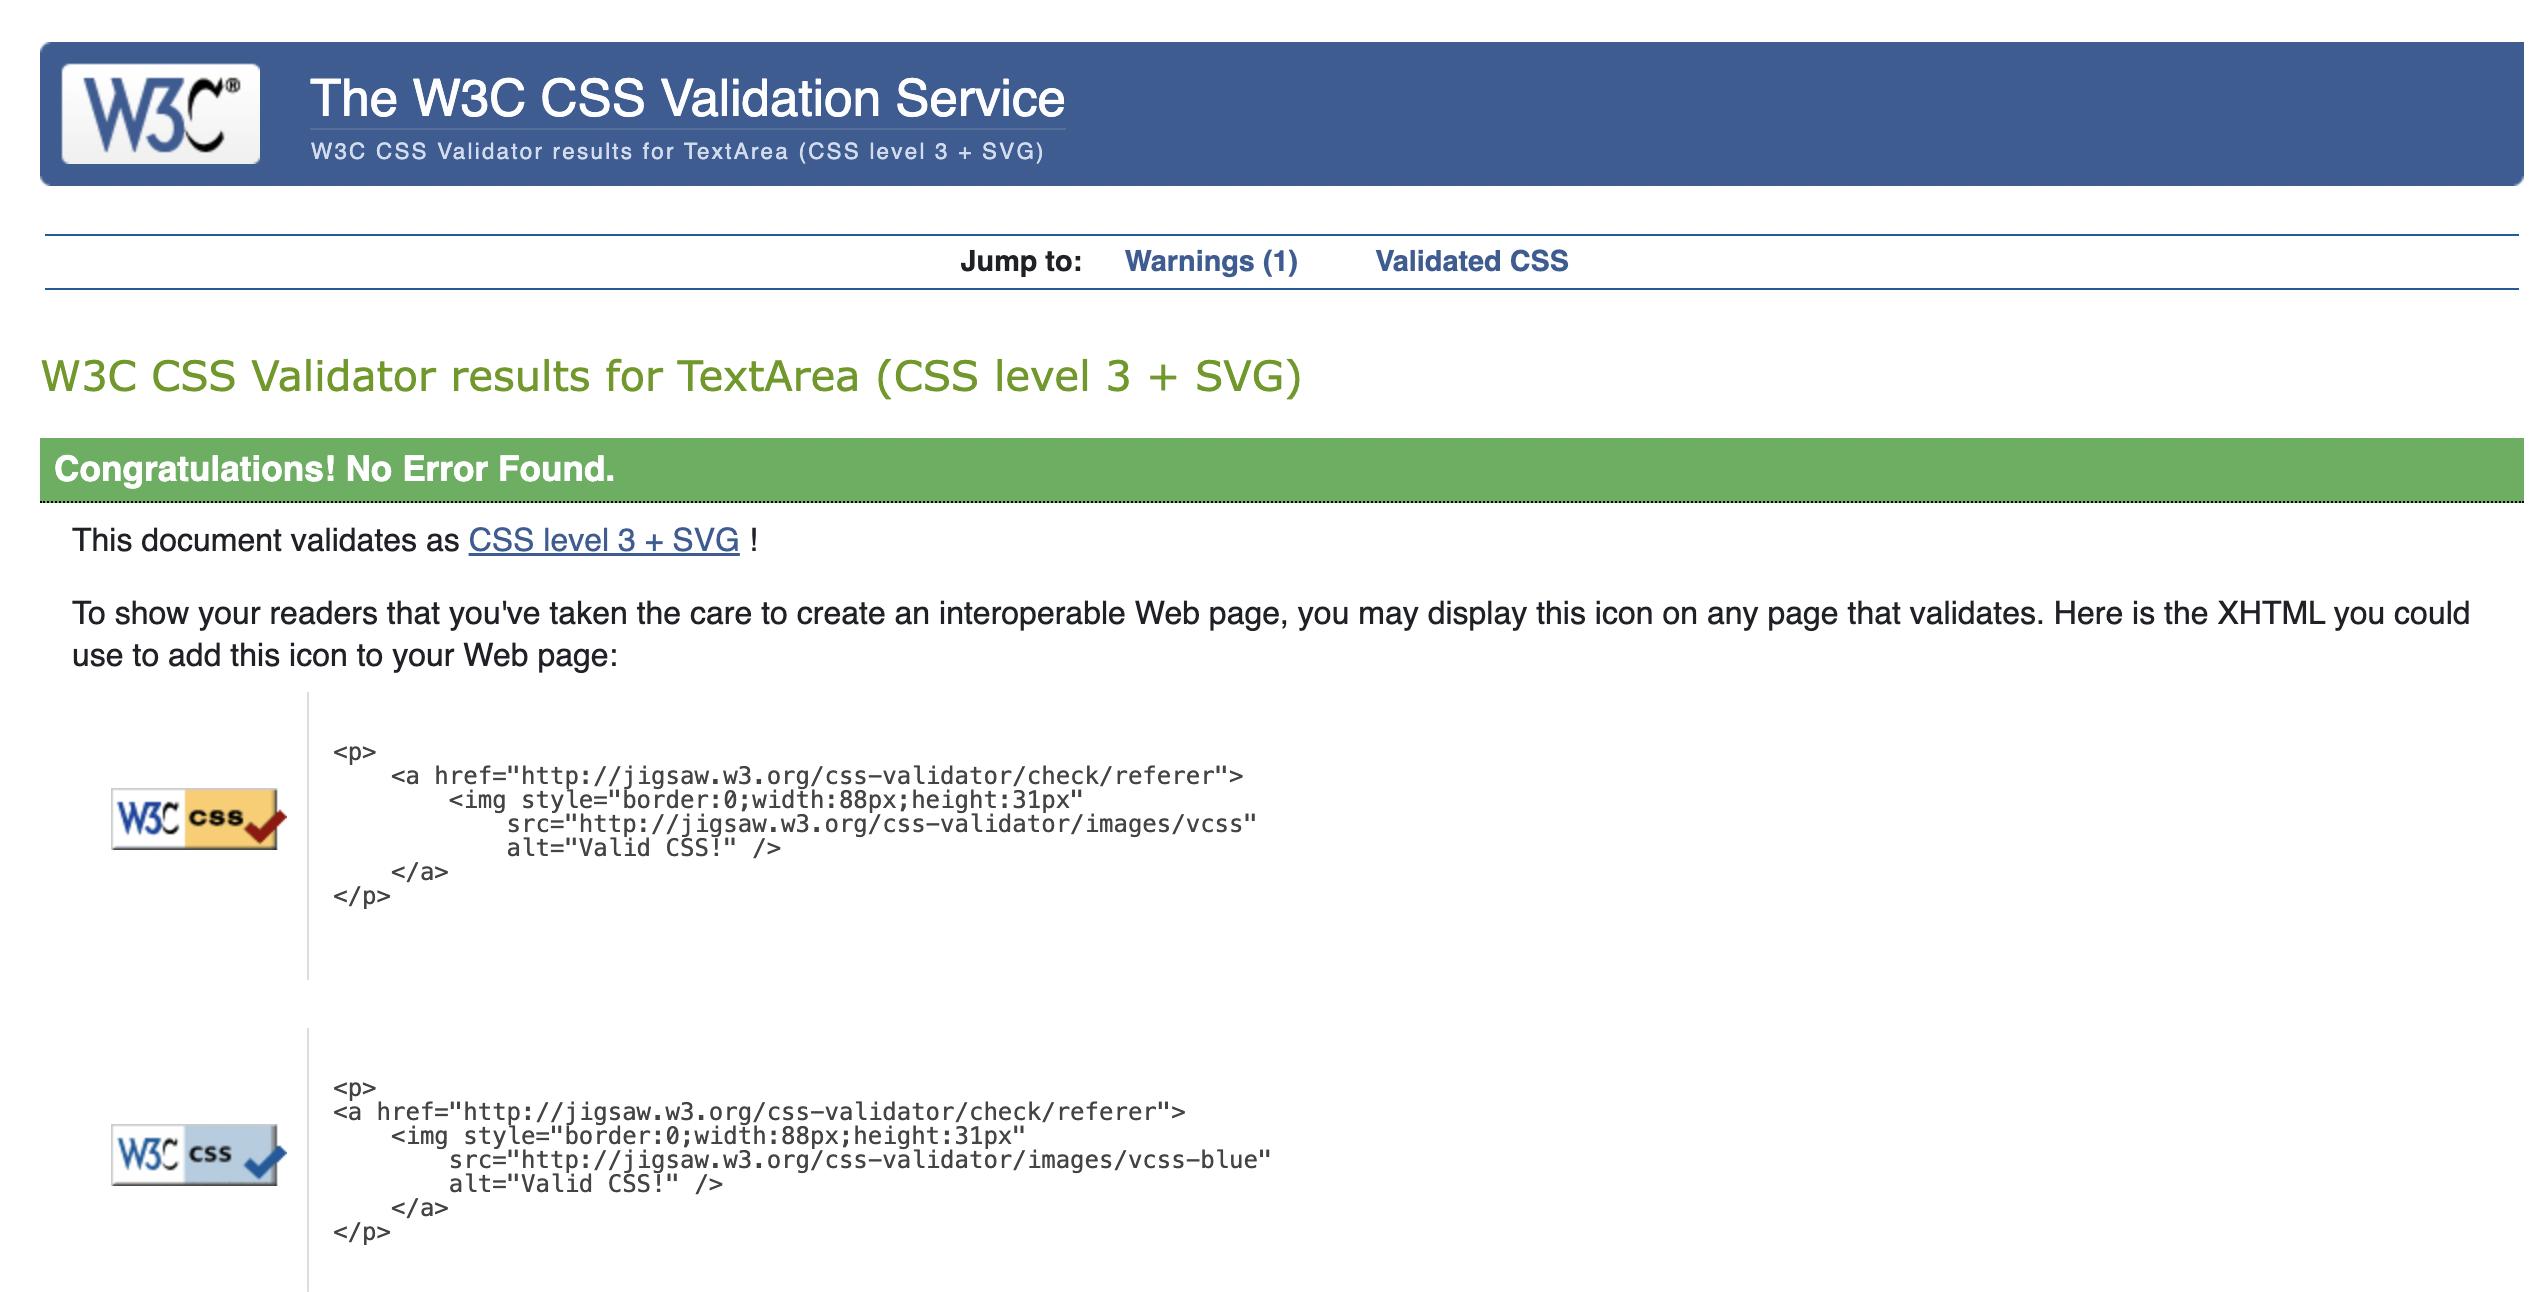 W3C®
The W3C CSS Validation Service
W3C CSS Validator results for TextArea (CSS level 3 + SVG)
Jump to: Warnings (1) Validated CSS
W3C CSS Validator results for TextArea (CSS level 3 + SVG)
Congratulations! No Error Found.
This document validates as CSS level 3 + SVG !
To show your readers that you've taken the care to create an interoperable Web page, you may display this icon on any page that validates. Here is the XHTML you could
use to add this icon to your Web page:
W3C css
<p>
    <a href="http://jigsaw.w3.org/css-validator/check/referer">
        <img style="border:0;width:88px;height:31px"
            src="http://jigsaw.w3.org/css-validator/images/vcss"
            alt="Valid CSS!" />
    </a>
</p>
W3C css
<p>
<a href="http://jigsaw.w3.org/css-validator/check/referer">
    <img style="border:0;width:88px;height:31px"
        src="http://jigsaw.w3.org/css-validator/images/vcss-blue"
        alt="Valid CSS!" />
    </a>
</p>